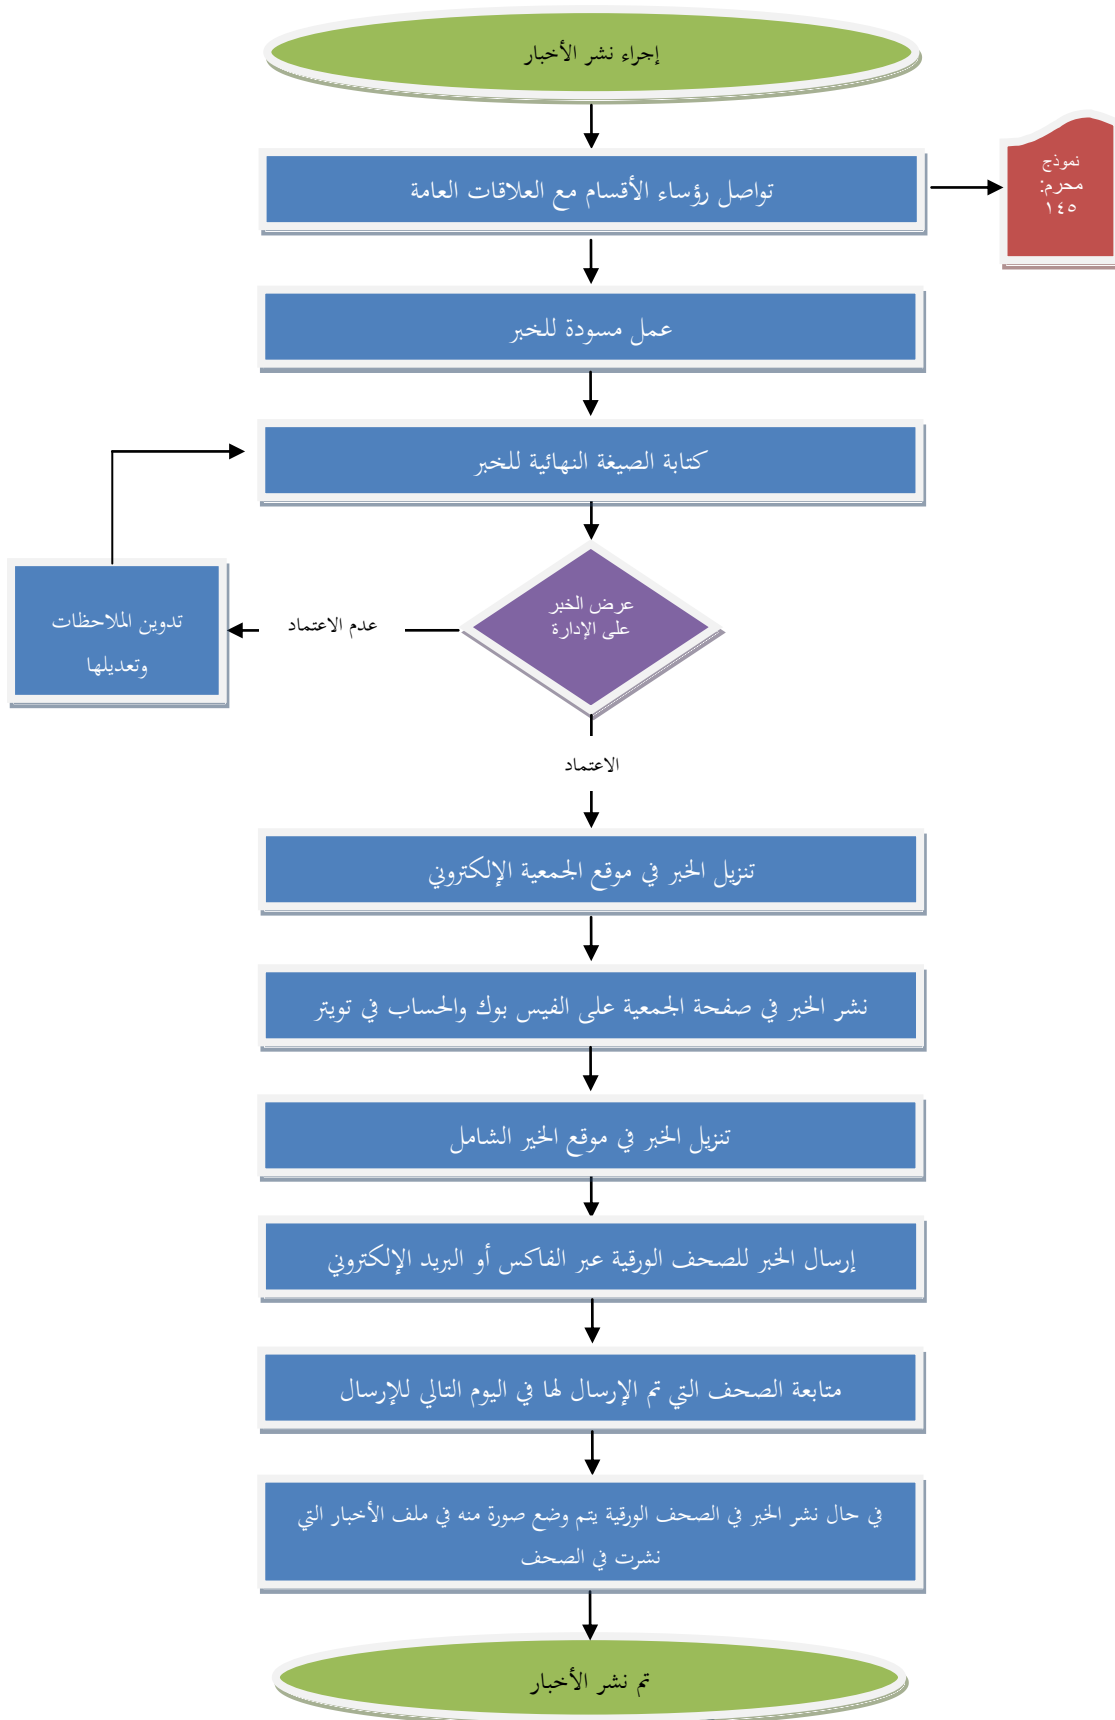 إجراء نشر الأخبار
تواصل رؤساء الأقسام مع العلاقات العامة
نموذج
محرم:
١٤٥
عمل مسودة للخبر
كتابة الصيغة النهائية للخبر
عرض الخبر
على الإدارة
عدم الاعتماد
تدوين الملاحظات
وتعديلها
الاعتماد
تنزيل الخبر في موقع الجمعية الإلكتروني
نشر الخبر في صفحة الجمعية على الفيس بوك والحساب في تويتر
تنزيل الخبر في موقع الخير الشامل
إرسال الخبر للصحف الورقية عبر الفاكس أو البريد الإلكتروني
متابعة الصحف التي تم الإرسال لها في اليوم التالي للإرسال
في حال نشر الخبر في الصحف الورقية يتم وضع صورة منه في ملف الأخبار التي
نشرت في الصحف
تم نشر الأخبار